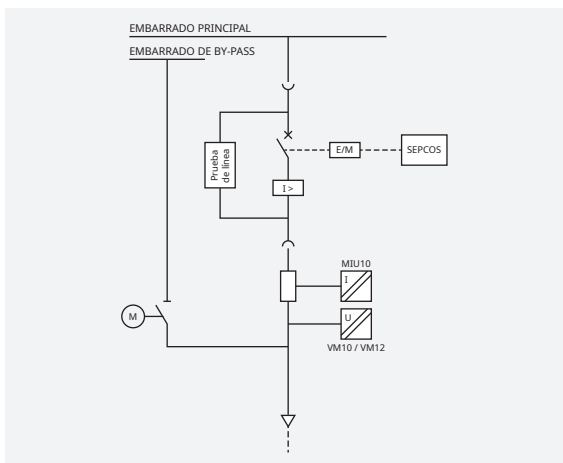 EMBARRADO PRINCIPAL
EMBARRADO DE BY-PASS
Prueba
de línea
E/M
SEPCOS
I >
MIU10
I
M
U
VM10 / VM12